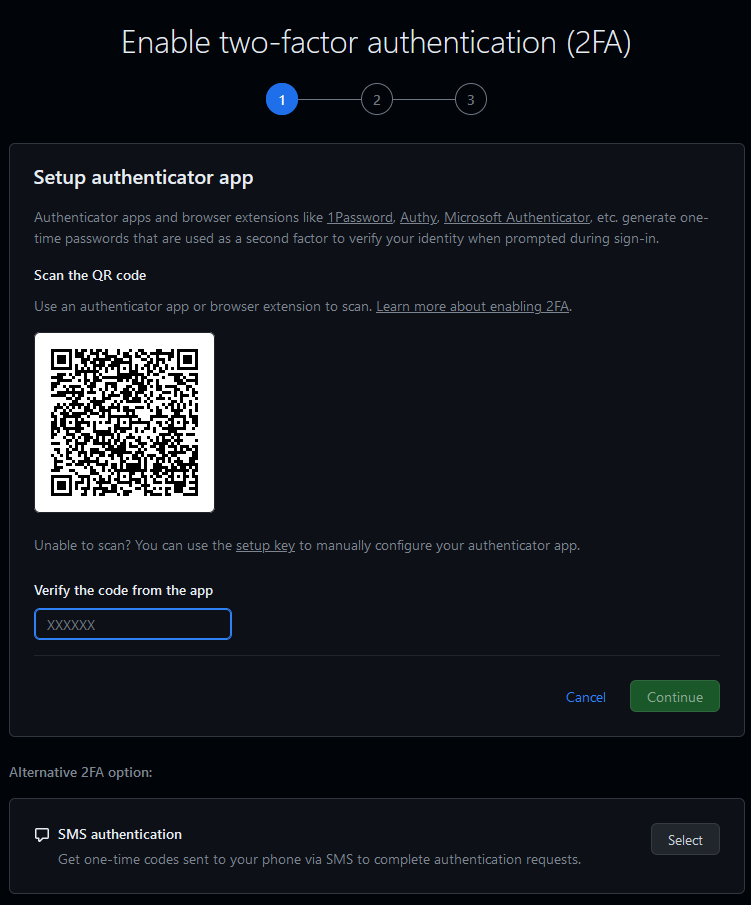 Enable two-factor authentication (2FA)
1
2
3
Setup authenticator app
Authenticator apps and browser extensions like 1Password, Authy, Microsoft Authenticator, etc. generate one-
time passwords that are used as a second factor to verify your identity when prompted during sign-in.
Scan the QR code
Use an authenticator app or browser extension to scan. Learn more about enabling 2FA.
Unable to scan? You can use the setup key to manually configure your authenticator app.
Verify the code from the app
XXXXXX
Cancel
Continue
Alternative 2FA option:
SMS authentication
Get one-time codes sent to your phone via SMS to complete authentication requests.
Select